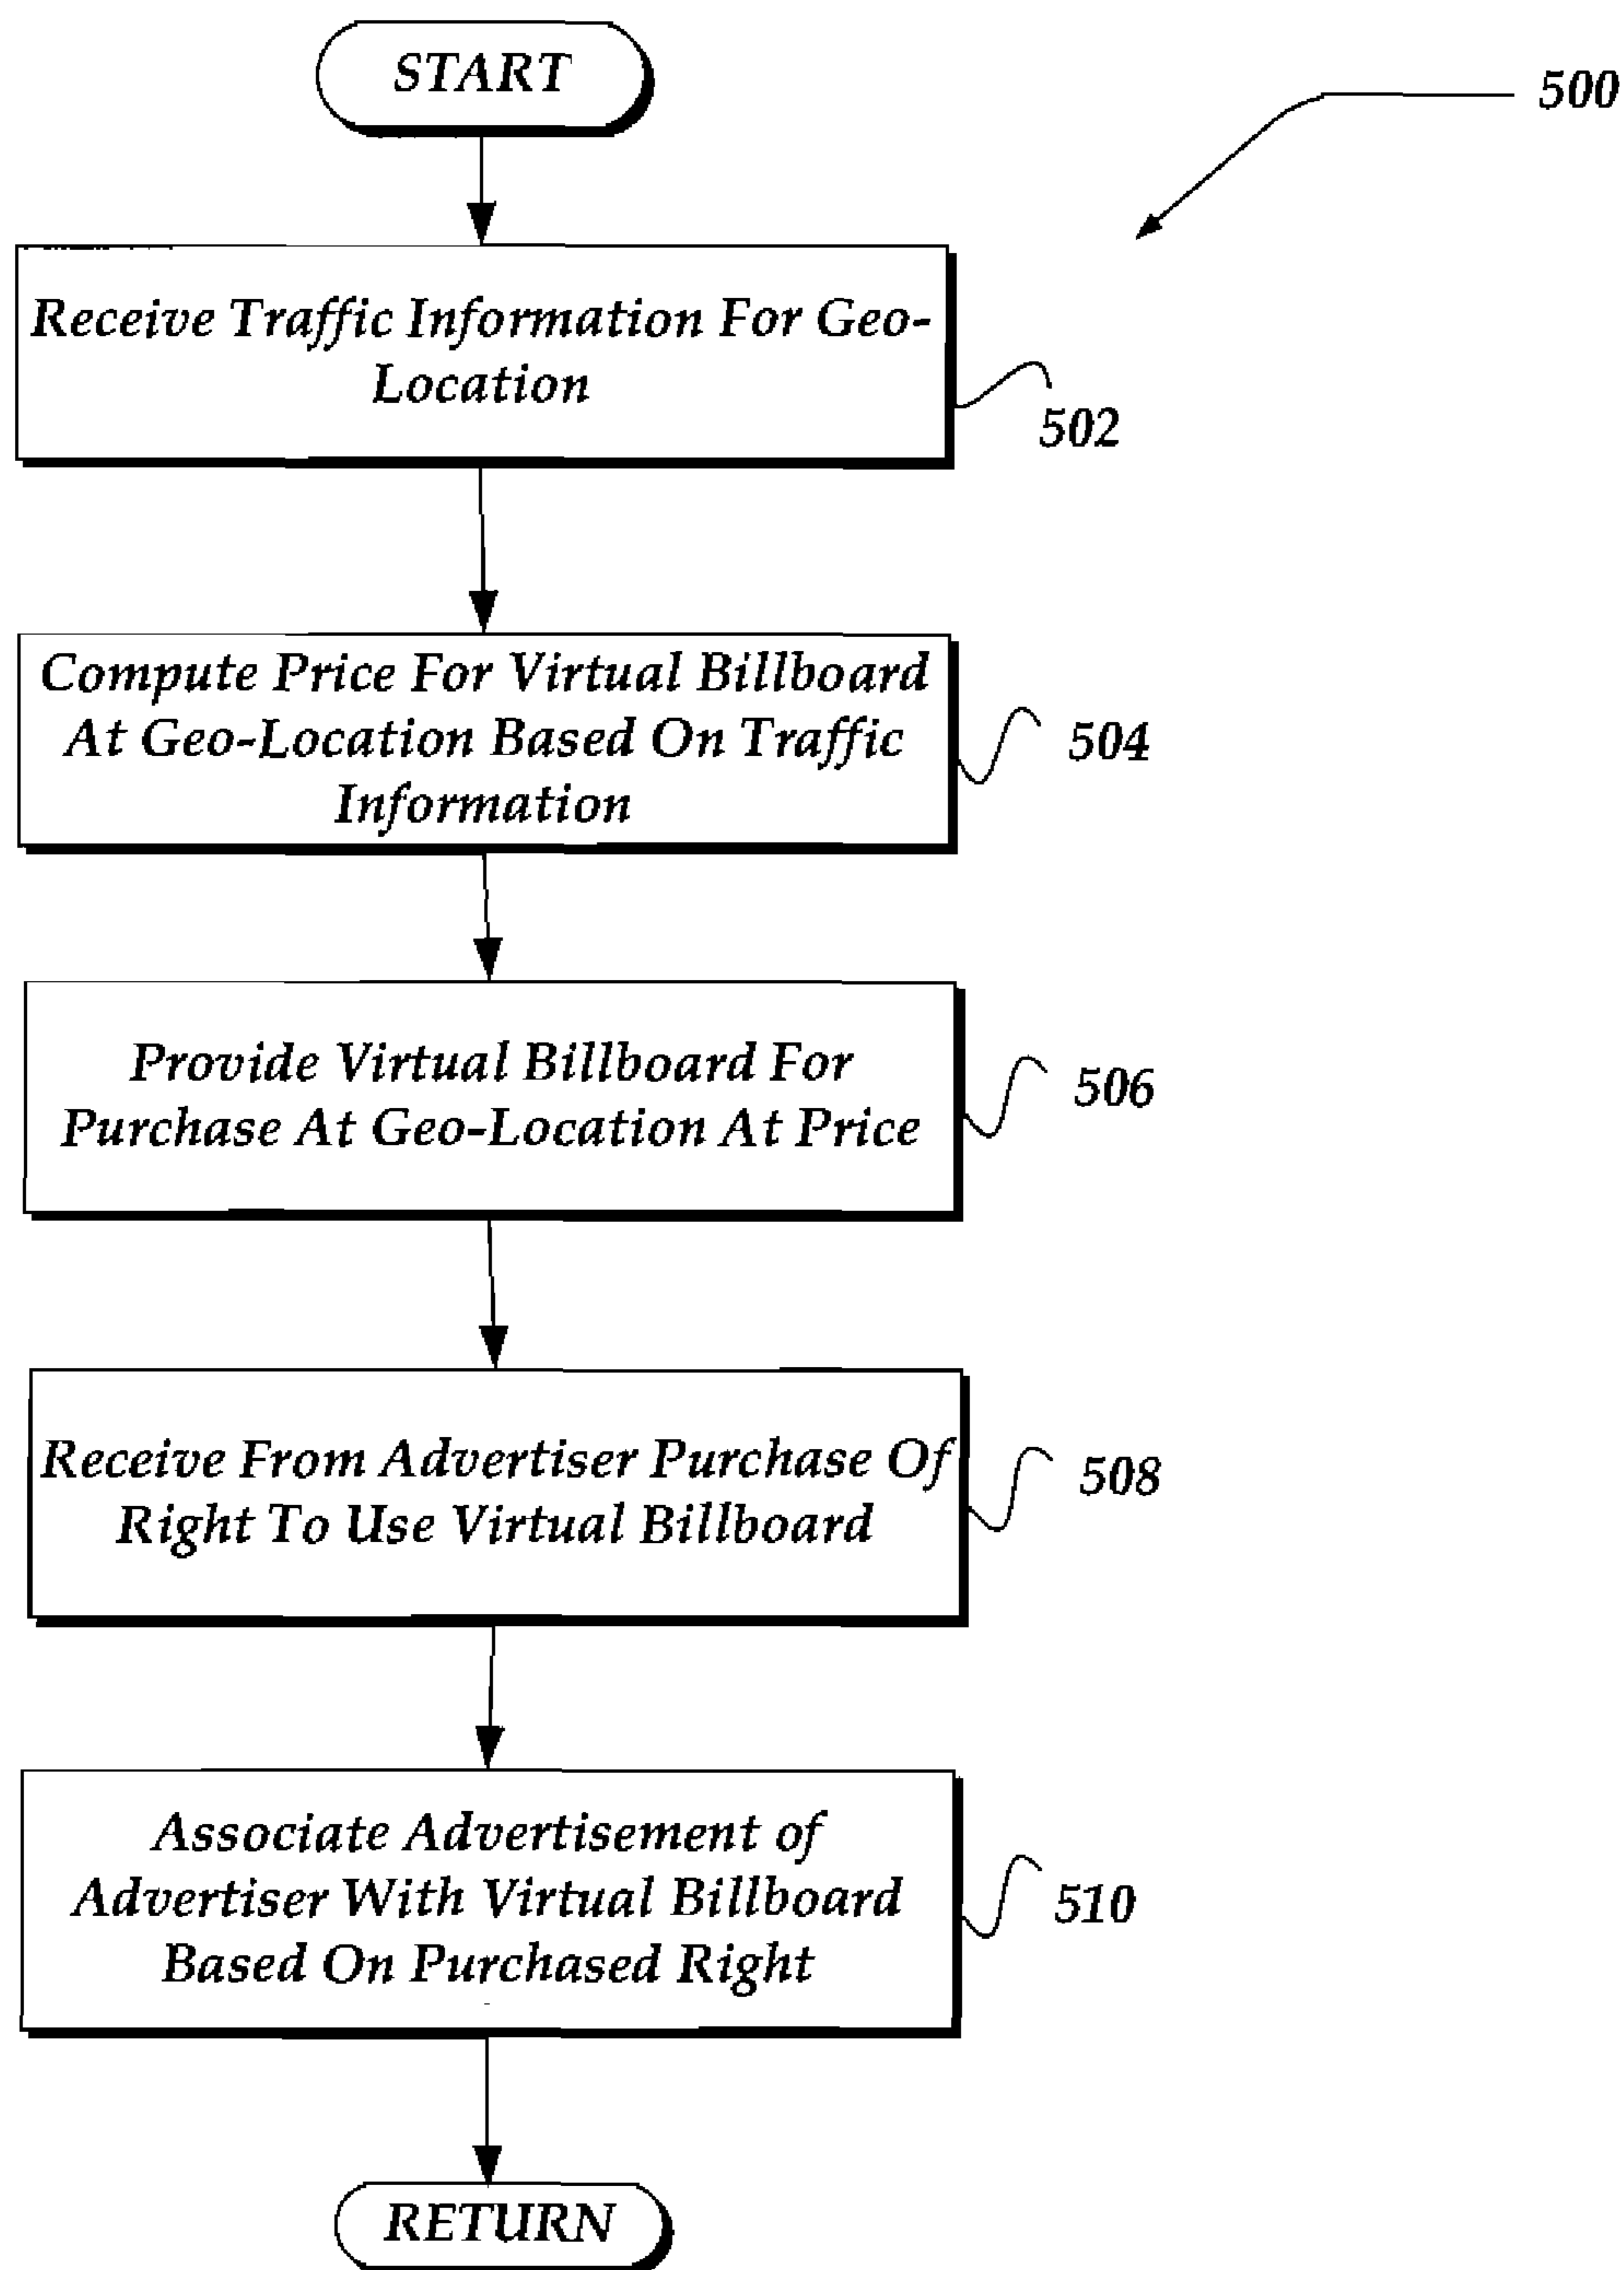 START
500
Receive Traffic Information For Geo-
Location
502
Compute Price For Virtual Billboard
At Geo-Location Based On Traffic
Information
504
Provide Virtual Billboard For
Purchase At Geo-Location At Price
506
Receive From Advertiser Purchase Of
Right To Use Virtual Billboard
508
Associate Advertisement of
Advertiser With Virtual Billboard
Based On Purchased Right
510
RETURN